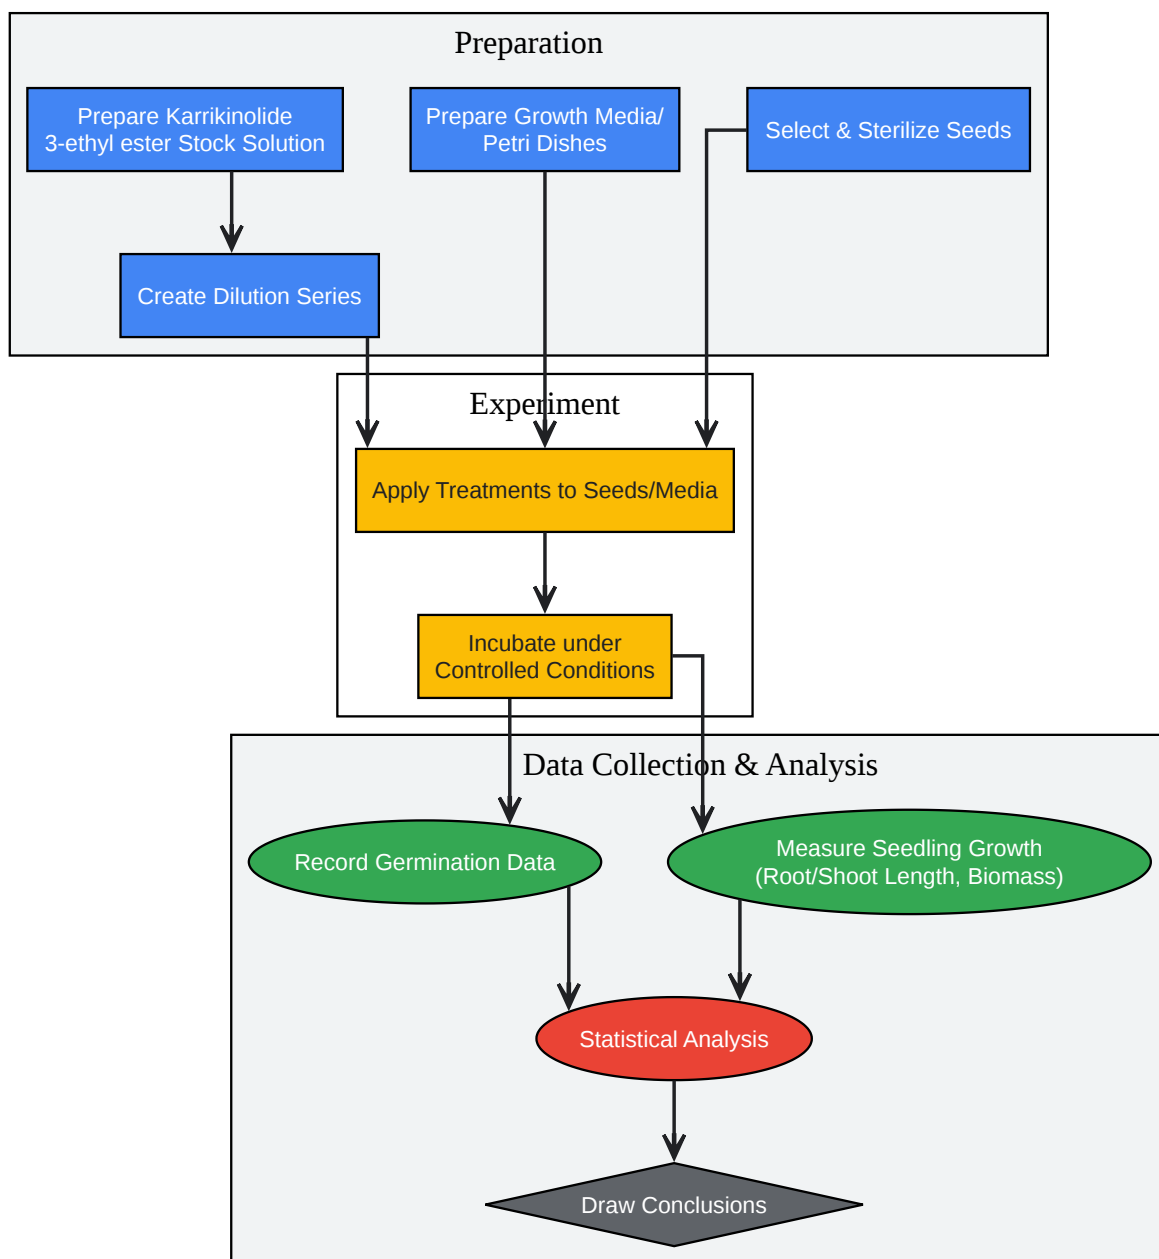 Preparation
Prepare Karrikinolide
3-ethyl ester Stock Solution
Prepare Growth Media/
Petri Dishes
Select & Sterilize Seeds
Create Dilution Series
Experiment
Apply Treatments to Seeds/Media
Incubate under
Controlled Conditions
Data Collection & Analysis
Record Germination Data
Measure Seedling Growth
(Root/Shoot Length, Biomass)
Statistical Analysis
Draw Conclusions